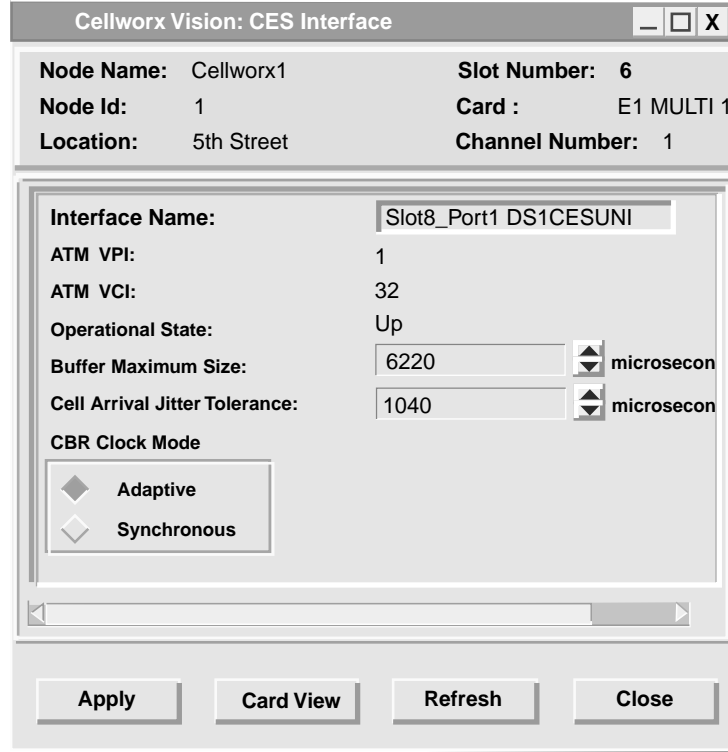 Cellworx Vision: CES Interface
X
Node Name: Cellworx1 Slot Number: 6
Node Id: 1 Card : E1 MULTI 1
Location: 5th Street Channel Number: 1
Interface Name: Slot8_Port1 DS1CESUNI
ATM VPI: 1
ATM VCI: 32
Operational State: Up
Buffer Maximum Size: 6220 microsecon
Cell Arrival Jitter Tolerance: 1040 microsecon
CBR Clock Mode
Adaptive
Synchronous
Apply Card View Refresh Close